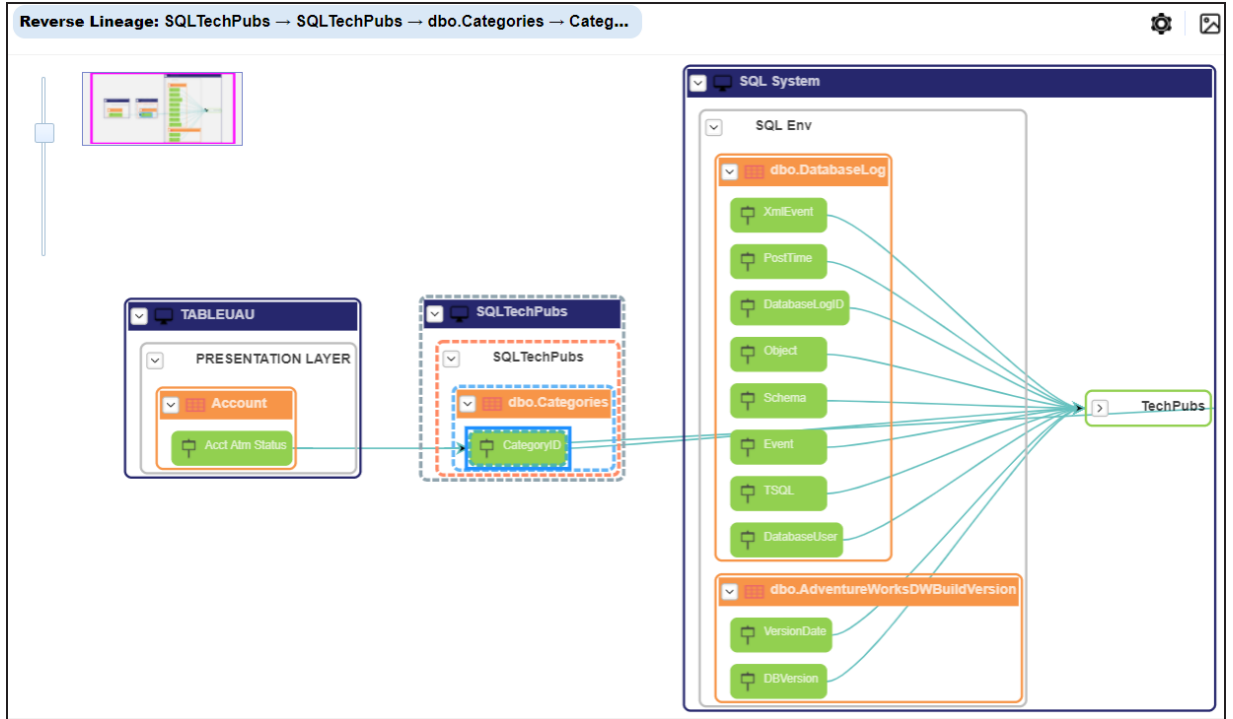 Reverse Lineage: SQLTechPubs → SQLTechPubs → dbo.Categories → Categ...
SQL System
SQL Env
dbo.DatabaseLog
XmlEvent
PostTime
DatabaseLogID
Object
Schema
Event
TSQL
DatabaseUser
dbo.AdventureWorksDWBuildVersion
VersionDate
DBVersion
TechPubs
TABLEUAU
PRESENTATION LAYER
Account
Acct Atm Status
SQLTechPubs
SQLTechPubs
dbo.Categories
CategoryID